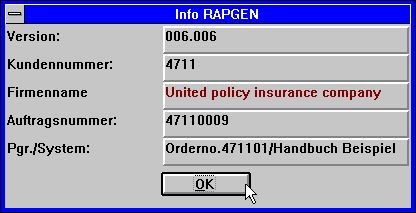 Info RAPGEN
Version: 006.006
Kundennummer: 4711
Firmenname United policy insurance company
Auftragsnummer: 47110009
Pgr./System: Orderno.471101/Handbuch Beispiel
OK